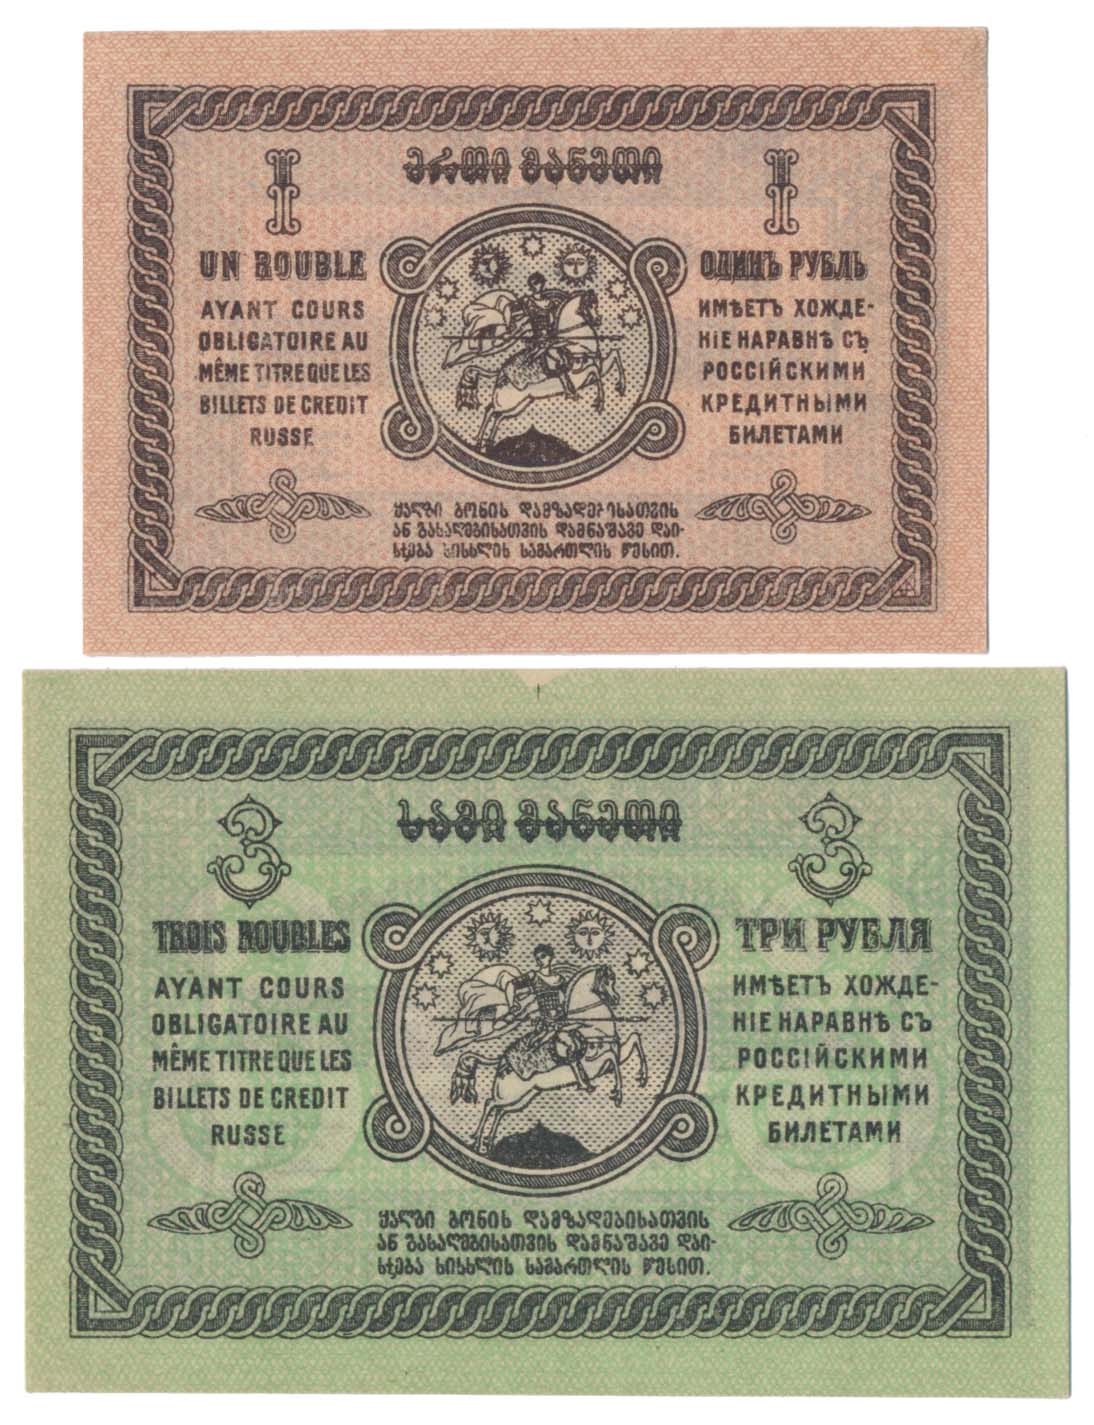 ერთი მანეთი
I
I
UN ROUBLE
AYANT COURS
OBLIGATOIRE AU
MÊME TITRE QUE LES
BILLETS DE CREDIT
RUSSE
ОДИНЪ РУБЛЬ
ИМѢЕТЪ ХОЖДЕ-
НІЕ НАРАВНѢ СЪ
РОССІЙСКИМИ
КРЕДИТНЫМИ
БИЛЕТАМИ
ყალბი ბონის დამზადებისათვის
ან გასაღებისათვის დამნაშავე დაი-
სჯება სისხლის სამართლის წესით.
სამი მანეთი
3
3
TROIS ROUBLES
AYANT COURS
OBLIGATOIRE AU
MÊME TITRE QUE LES
BILLETS DE CREDIT
RUSSE
ТРИ РУБЛЯ
ИМѢЕТЪ ХОЖДЕ-
НІЕ НАРАВНѢ СЪ
РОССІЙСКИМИ
КРЕДИТНЫМИ
БИЛЕТАМИ
ყალბი ბონის დამზადებისათვის
ან გასაღებისათვის დამნაშავე დაი-
სჯება სისხლის სამართლის წესით.